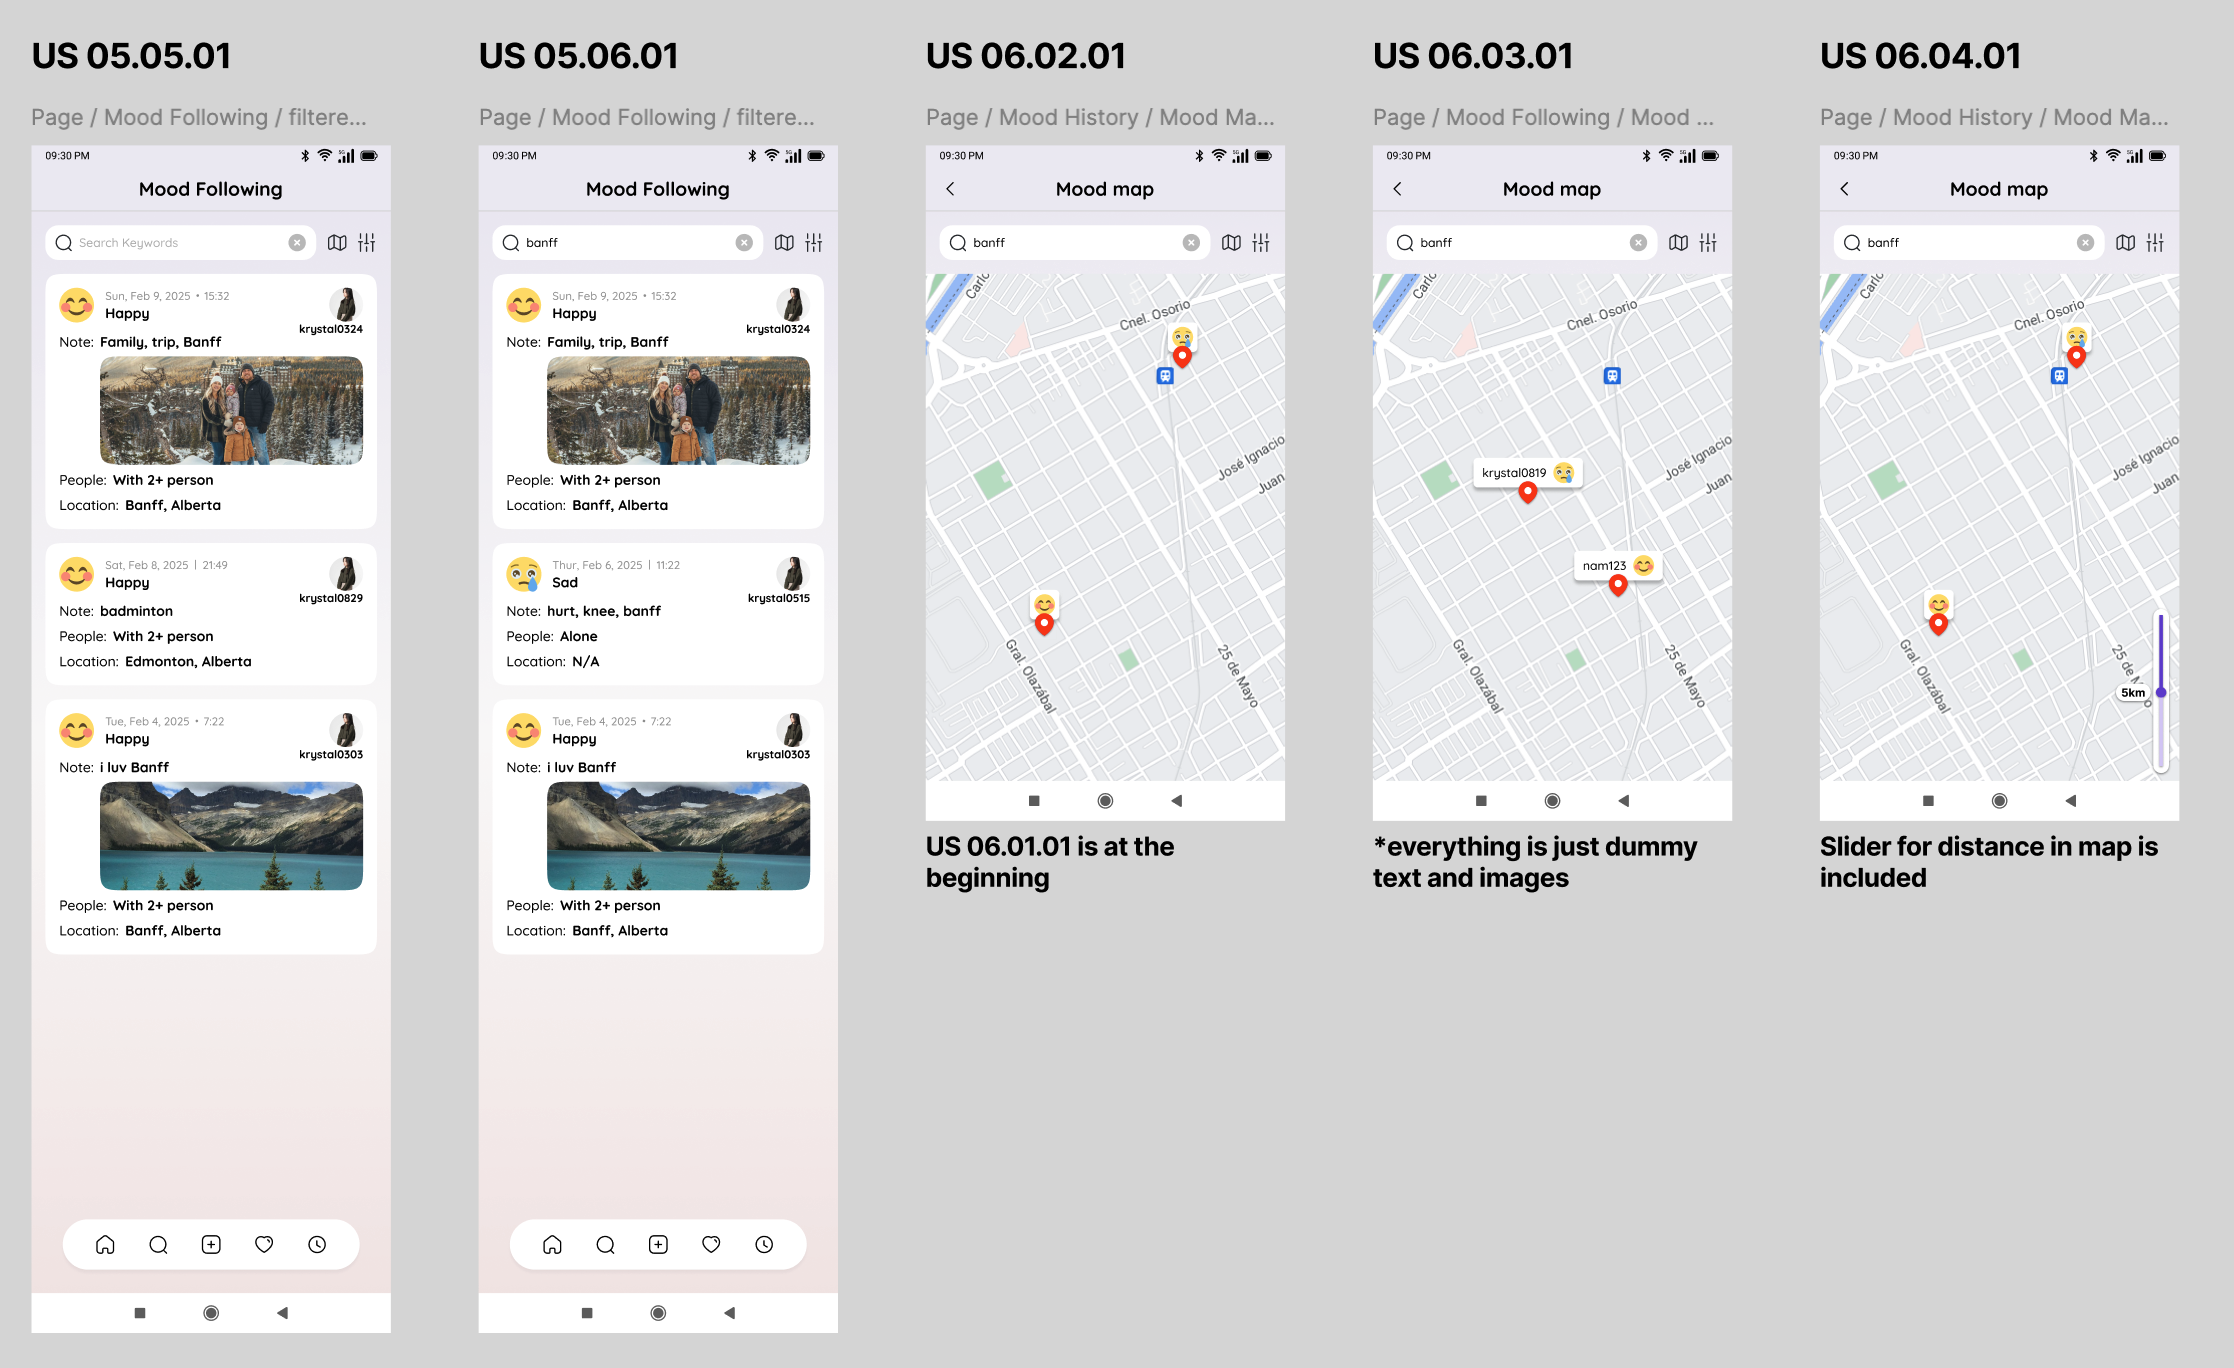 US 05.05.01
Page / Mood Following / filtere...
09:30 PM
5G
Mood Following
Search Keywords
Sun, Feb 9, 2025 • 15:32
Happy
krystal0324
Note: Family, trip, Banff
People: With 2+ person
Location: Banff, Alberta
Sat, Feb 8, 2025 | 21:49
Happy
krystal0829
Note: badminton
People: With 2+ person
Location: Edmonton, Alberta
Tue, Feb 4, 2025 • 7:22
Happy
krystal0303
Note: i luv Banff
People: With 2+ person
Location: Banff, Alberta
US 05.06.01
Page / Mood Following / filtere...
09:30 PM
5G
Mood Following
banff
Sun, Feb 9, 2025 • 15:32
Happy
krystal0324
Note: Family, trip, Banff
People: With 2+ person
Location: Banff, Alberta
Thur, Feb 6, 2025 | 11:22
Sad
krystal0515
Note: hurt, knee, banff
People: Alone
Location: N/A
Tue, Feb 4, 2025 • 7:22
Happy
krystal0303
Note: i luv Banff
People: With 2+ person
Location: Banff, Alberta
US 06.02.01
Page / Mood History / Mood Ma...
09:30 PM
5G
Mood map
banff
Carlo
Cnel. Osorio
José Ignacio
Juan
Gral. Olazábal
25 de Mayo
US 06.01.01 is at the
beginning
US 06.03.01
Page / Mood Following / Mood ...
09:30 PM
5G
Mood map
banff
Carlo
Cnel. Osorio
krystal0819
José Ignacio
Juan
nam123
Gral. Olazábal
25 de Mayo
*everything is just dummy
text and images
US 06.04.01
Page / Mood History / Mood Ma...
09:30 PM
5G
Mood map
banff
Carlo
Cnel. Osorio
José Ignacio
Juan
Gral. Olazábal
25 de M
5km
Slider for distance in map is
included